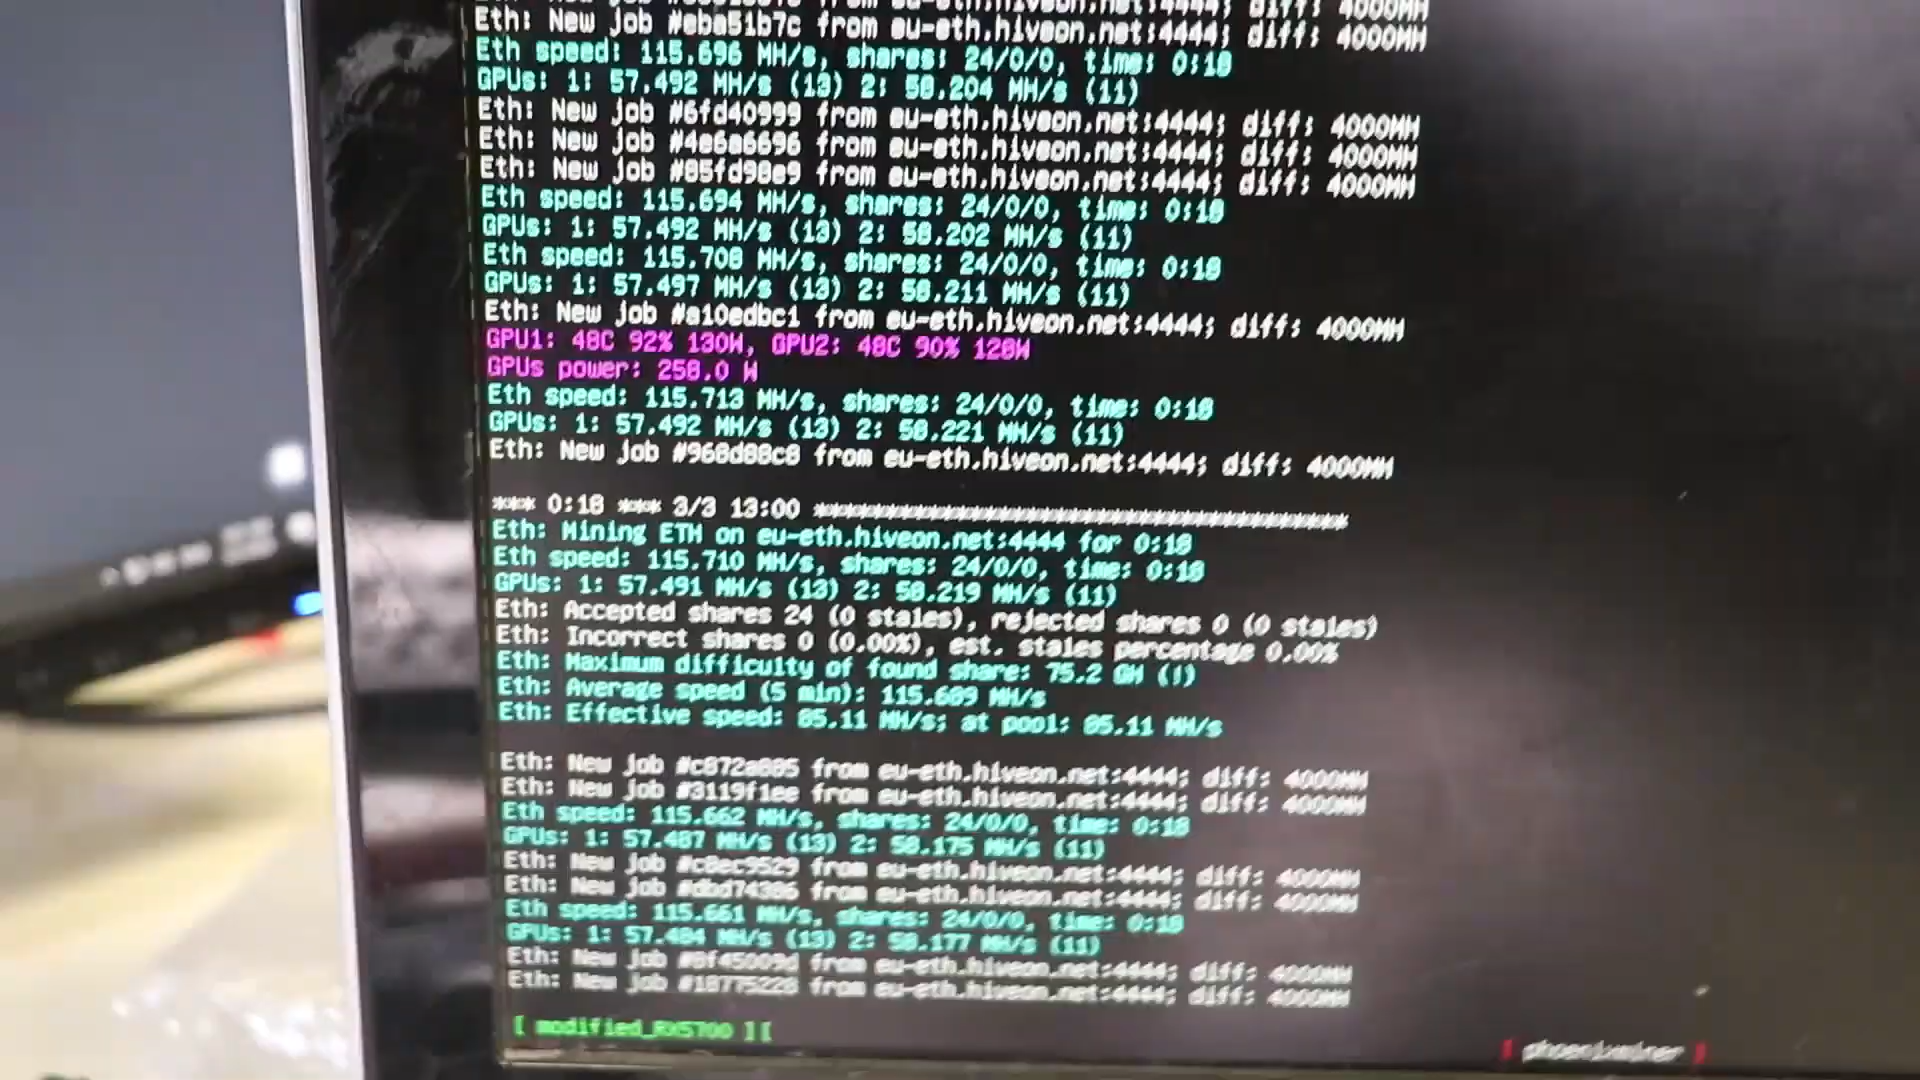 Eth: New job #eba51b7c from eu-eth.hiveon.net:4444; diff: 4000MH
Eth speed: 115.696 MH/s, shares: 24/0/0, time: 0:18
GPUs: 1: 57.492 MH/s (13) 2: 58.204 MH/s (11)
Eth: New job #6fd40999 from eu-eth.hiveon.net:4444; diff: 4000MH
Eth: New job #4e6a6696 from eu-eth.hiveon.net:4444; diff: 4000MH
Eth: New job #85fd98e9 from eu-eth.hiveon.net:4444; diff: 4000MH
Eth speed: 115.694 MH/s, shares: 24/0/0, time: 0:18
GPUs: 1: 57.492 MH/s (13) 2: 58.202 MH/s (11)
Eth speed: 115.708 MH/s, shares: 24/0/0, time: 0:18
GPUs: 1: 57.497 MH/s (13) 2: 58.211 MH/s (11)
Eth: New job #a10edbc1 from eu-eth.hiveon.net:4444; diff: 4000MH
GPU1: 48C 92% 130W, GPU2: 48C 90% 128W
GPUs power: 258.0 W
Eth speed: 115.713 MH/s, shares: 24/0/0, time: 0:18
GPUs: 1: 57.492 MH/s (13) 2: 58.221 MH/s (11)
Eth: New job #968d88c8 from eu-eth.hiveon.net:4444; diff: 4000MH
*** 0:18 *** 3/3 13:00 **************************************
Eth: Mining ETH on eu-eth.hiveon.net:4444 for 0:18
Eth speed: 115.710 MH/s, shares: 24/0/0, time: 0:18
GPUs: 1: 57.491 MH/s (13) 2: 58.219 MH/s (11)
Eth: Accepted shares 24 (0 stales), rejected shares 0 (0 stales)
Eth: Incorrect shares 0 (0.00%), est. stales percentage 0.00%
Eth: Maximum difficulty of found share: 75.2 GH (!)
Eth: Average speed (5 min): 115.609 MH/s
Eth: Effective speed: 85.11 MH/s; at pool: 85.11 MH/s
Eth: New job from eu-eth.hiveon.net:4444; diff: 4000MH
Eth: New job #3119f1ee from eu-eth.hiveon.net:4444; diff: 4000MH
Eth speed: 115.662 MH/s, shares: 24/0/0, time: 0:18
GPUs: 1: 57.487 MH/s (13) 2: 58.175 MH/s (11)
Eth: New job #c8ec9529 from eu-eth.hiveon.net:4444; diff: 4000MH
Eth: New job #dbd74386 from eu-eth.hiveon.net:4444; diff: 4000MH
Eth speed: 115.661 MH/s, shares: 24/0/0, time: 0:18
GPUs: 1: 57.484 MH/s (13) 2: 58.177 MH/s (11)
Eth: New job from eu-eth.hiveon.net:4444; diff: 4000MH
Eth: New job #18775228 from eu-eth.hiveon.net:4444; diff: 4000MH
[ modified_RX5700 ][
[ phoenixminer ]